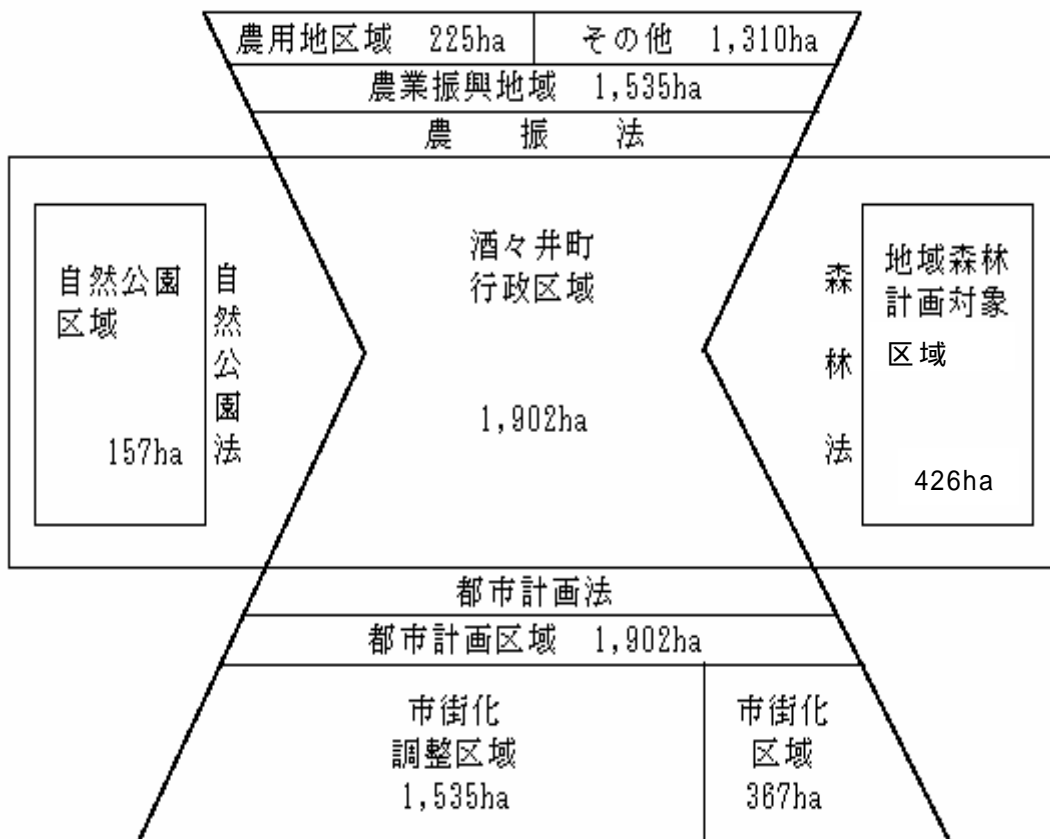 農用地区域 225ha
その他 1,310ha
農業振興地域 1,535ha
農振法
酒々井町
行政区域
1,902ha
自然公園
区域
157ha
自然公園法
森林法
地域森林
計画対象
区域
426ha
都市計画法
都市計画区域 1,902ha
市街化
調整区域
1,535ha
市街化
区域
367ha